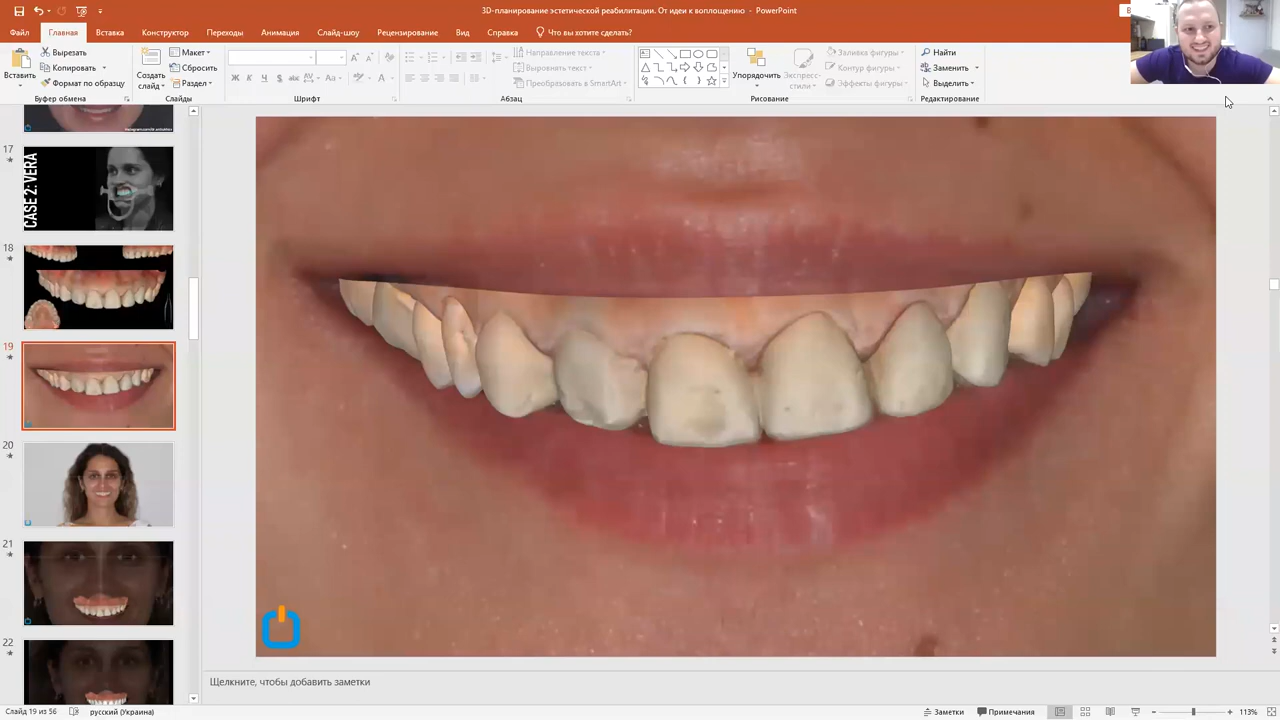 3D-планирование эстетической реабилитации. От идеи к воплощению - PowerPoint
Файл Главная Вставка Конструктор Переходы Анимация Слайд-шоу Рецензирование Вид Справка Что вы хотите сделать?
Вставить
Вырезать
Копировать
Формат по образцу
Буфер обмена
Создать слайд
Макет
Сбросить
Раздел
Слайды
Ж К Ч S abc Aa A
Шрифт
Направление текста
Выровнять текст
Преобразовать в SmartArt
Абзац
Упорядочить
Экспресс-стили
Заливка фигуры
Контур фигуры
Эффекты фигуры
Рисование
Найти
Заменить
Выделить
Редактирование
17
CASE 2: VERA
18
19
20
21
22
Щелкните, чтобы добавить заметки
Слайд 19 из 56 русский (Украина) Заметки Примечания 113%